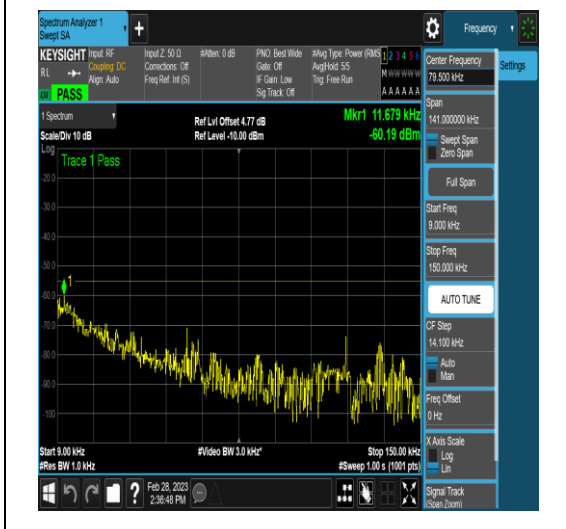 Spectrum Analyzer 1
Swept SA
+
Frequency
KEYSIGHT
RL
PASS
Input: RF
Coupling: DC
Align: Auto
Input Z: 50 Ω
Corrections: Off
Freq Ref: Int (S)
#Atten: 0 dB
PNO: Best Wide
Gate: Off
IF Gain: Low
Sig Track: Off
#Avg Type: Power (RMS
Avg|Hold: 5/5
Trig: Free Run
1 2 3 4 5 6
M W W W W W
A A A A A A
1 Spectrum
Scale/Div 10 dB
Ref Lvl Offset 4.77 dB
Ref Level -10.00 dBm
Mkr1 11.679 kHz
-60.19 dBm
Log
Trace 1 Pass
-20.0
-30.0
-40.0
-50.0
1
-60.0
-70.0
-80.0
-90.0
-100
Start 9.00 kHz
#Res BW 1.0 kHz
#Video BW 3.0 kHz*
Stop 150.00 kHz
#Sweep 1.00 s (1001 pts)
Feb 28, 2023
2:36:48 PM
?
Center Frequency
79.500 kHz
Settings
Span
141.000000 kHz
Swept Span
Zero Span
Full Span
Start Freq
9.000 kHz
Stop Freq
150.000 kHz
AUTO TUNE
CF Step
14.100 kHz
Auto
Man
Freq Offset
0 Hz
X Axis Scale
Log
Lin
Signal Track
(Span Zoom)